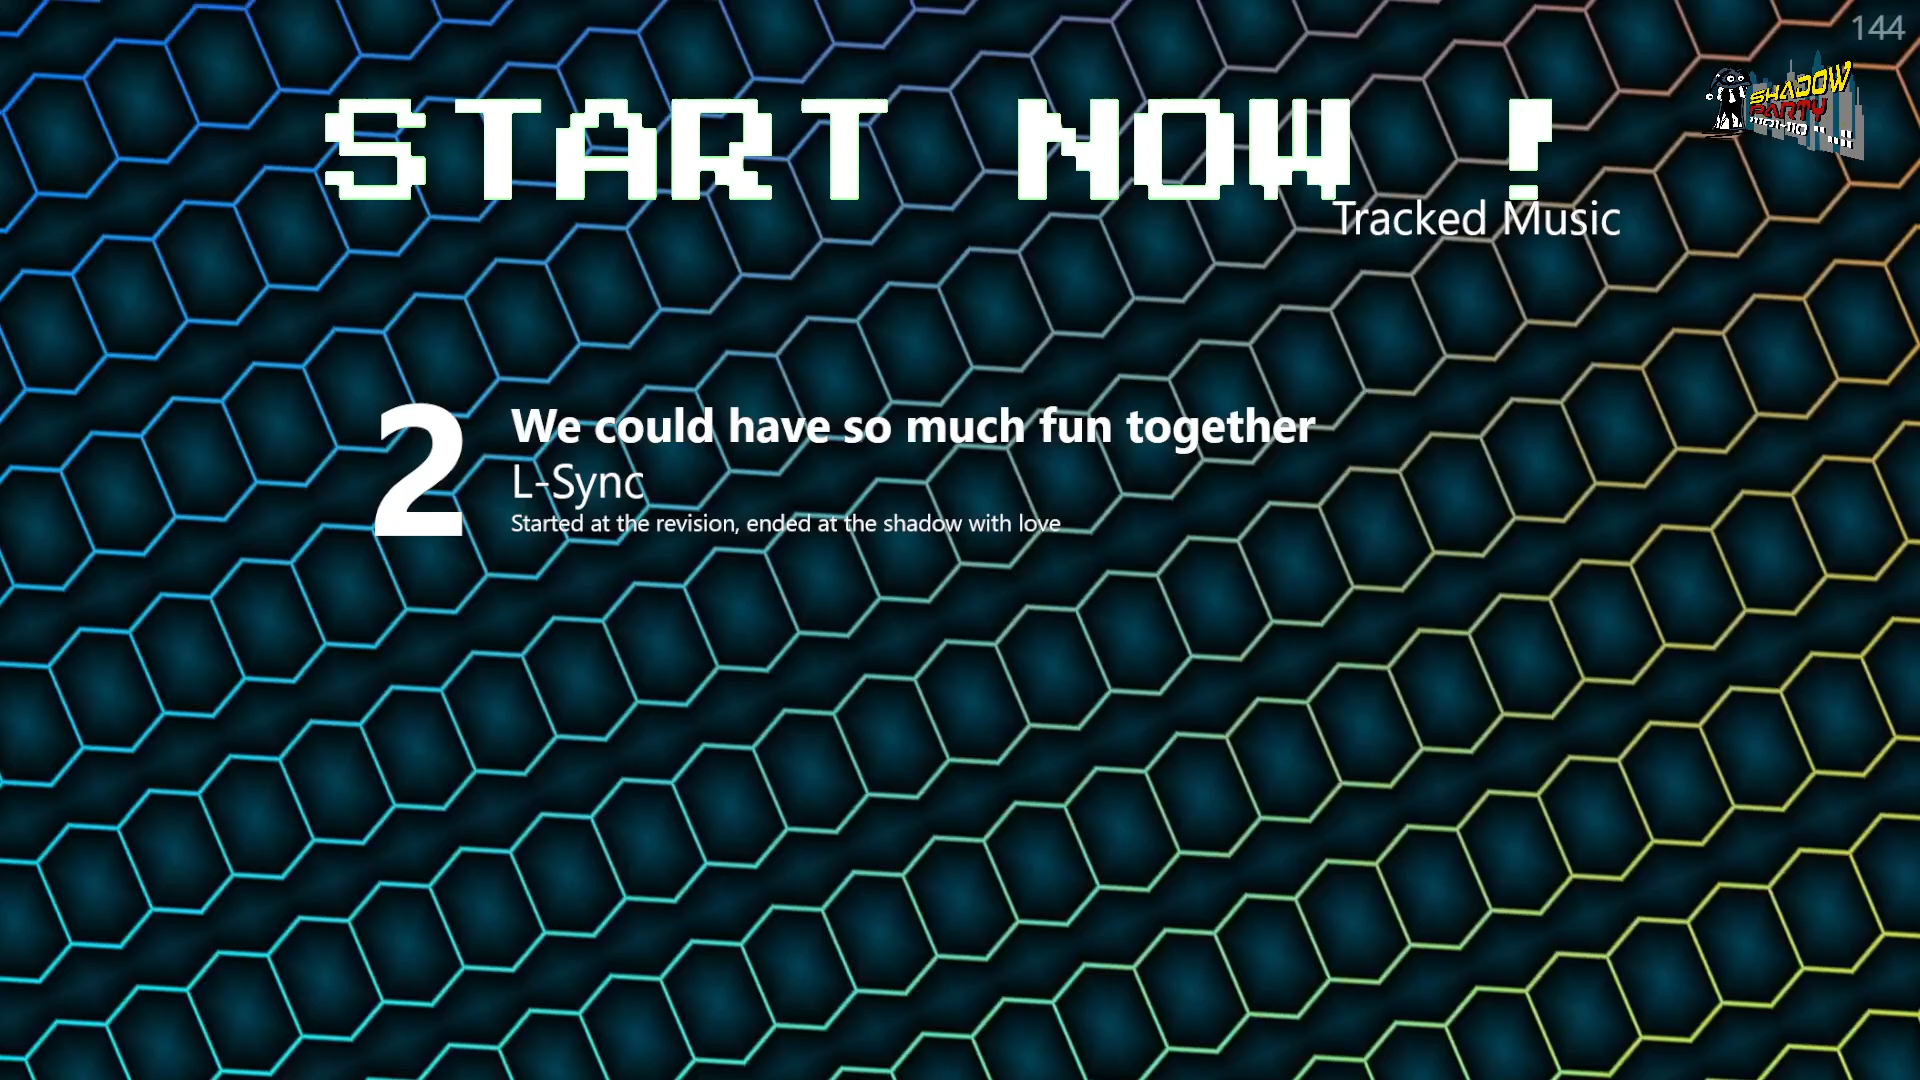 144
SHADOW
PARTY
START NOW !
Tracked Music
2
We could have so much fun together
L-Sync
Started at the revision, ended at the shadow with love